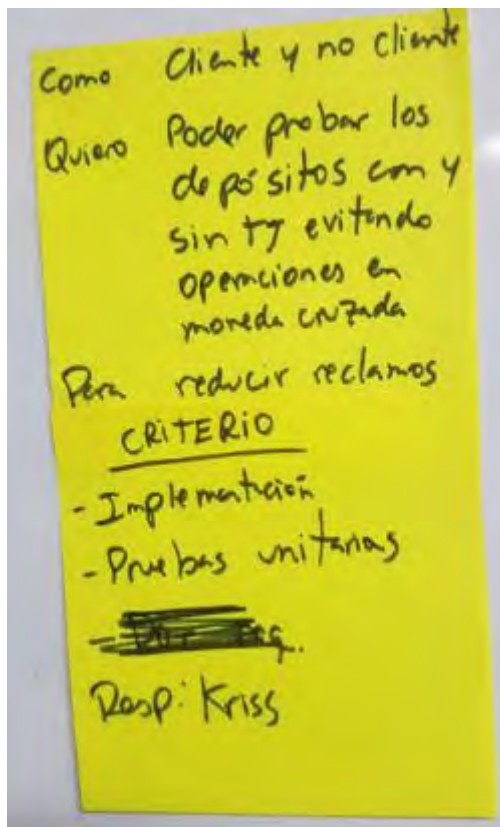 Como Cliente y no cliente
Quiero Poder probar los
depósitos con y
sin tj evitando
operaciones en
moneda cruzada
Para reducir reclamos
CRITERIO
- Implementación
- Pruebas unitarias
Resp: Kriss